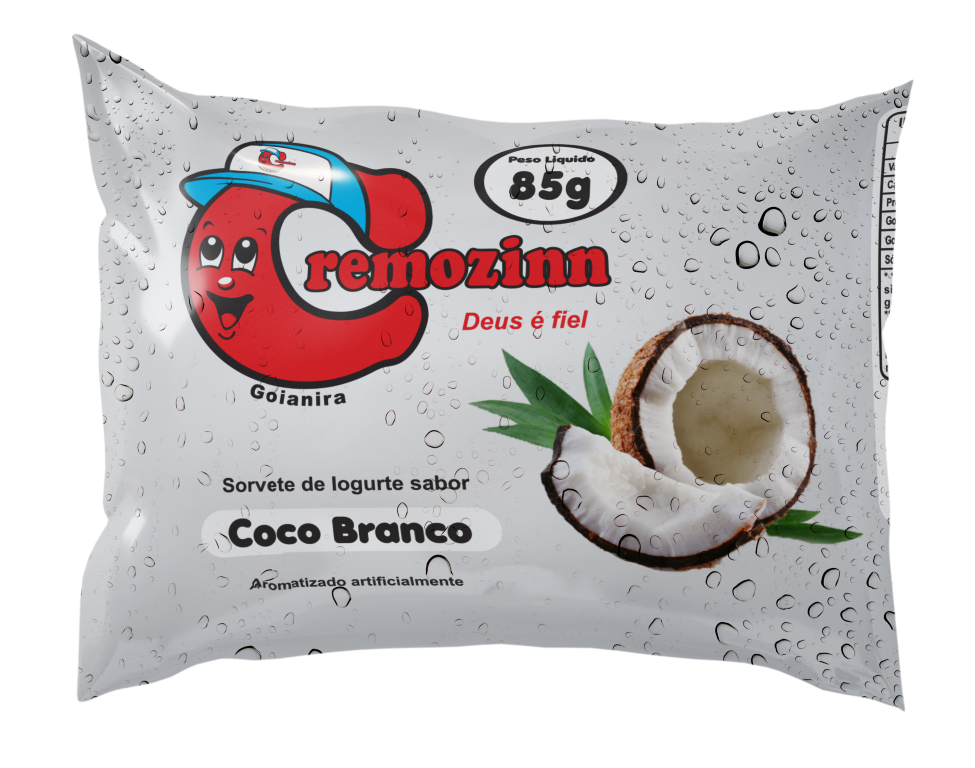 Peso Líquido
85g
Cremozinn
Deus é fiel
Goianira
Sorvete de Iogurte sabor
Coco Branco
Aromatizado artificialmente